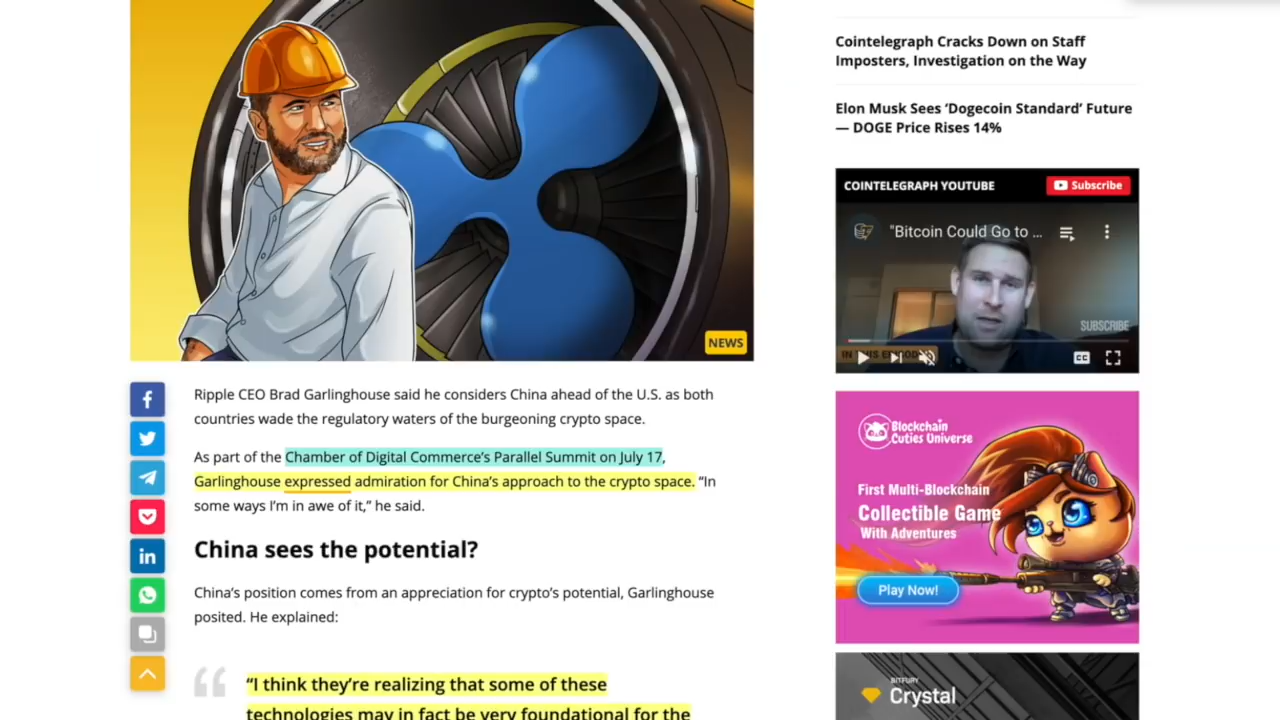 NEWS
Ripple CEO Brad Garlinghouse said he considers China ahead of the U.S. as both
countries wade the regulatory waters of the burgeoning crypto space.
As part of the Chamber of Digital Commerce’s Parallel Summit on July 17,
Garlinghouse expressed admiration for China’s approach to the crypto space. “In
some ways I’m in awe of it,” he said.
China sees the potential?
China’s position comes from an appreciation for crypto’s potential, Garlinghouse
posited. He explained:
“I think they’re realizing that some of these
technologies may in fact be very foundational for the
Cointelegraph Cracks Down on Staff
Imposters, Investigation on the Way
Elon Musk Sees ‘Dogecoin Standard’ Future
— DOGE Price Rises 14%
COINTELEGRAPH YOUTUBE
Subscribe
"Bitcoin Could Go to ...
SUBSCRIBE
IN THIS EPISODE
CC
Blockchain
Cuties Universe
First Multi-Blockchain
Collectible Game
With Adventures
Play Now!
BITFURY
Crystal